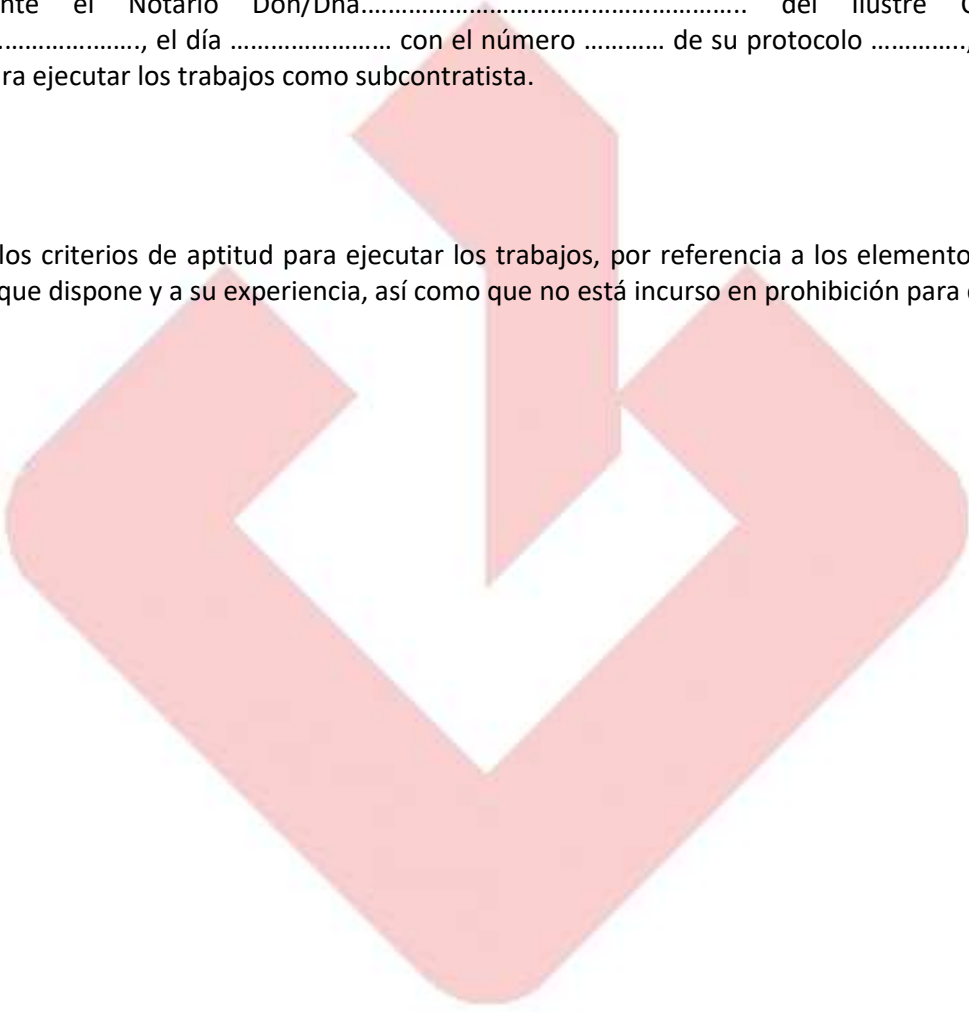 nte el Notario Don/Dña……………………………………………….. del Ilustre
……………….……., el día ………………… con el número ………… de su protocolo …………..,
ra ejecutar los trabajos como subcontratista.
los criterios de aptitud para ejecutar los trabajos, por referencia a los elemento
que dispone y a su experiencia, así como que no está incurso en prohibición para